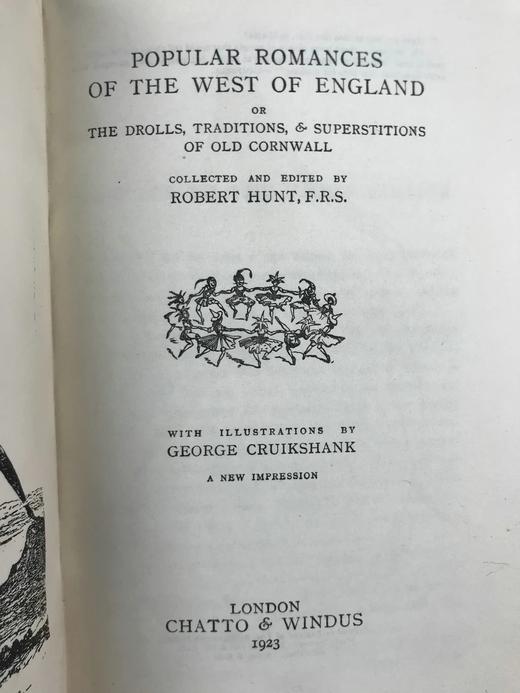 POPULAR ROMANCES
OF THE WEST OF ENGLAND
OR
THE DROLLS, TRADITIONS, & SUPERSTITIONS
OF OLD CORNWALL
COLLECTED AND EDITED BY
ROBERT HUNT, F.R.S.
WITH ILLUSTRATIONS BY
GEORGE CRUIKSHANK
A NEW IMPRESSION
LONDON
CHATTO & WINDUS
1923